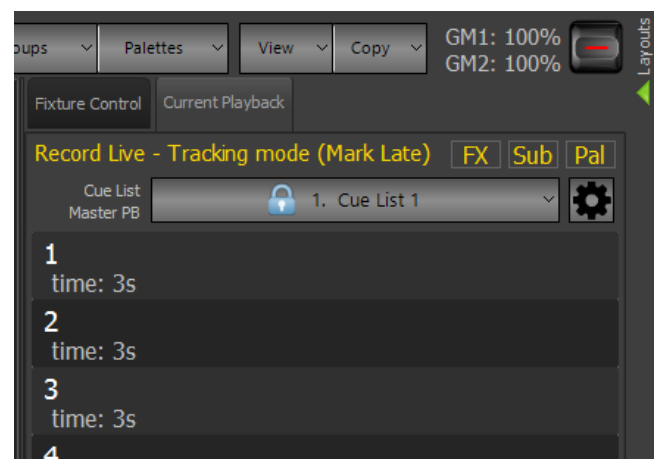 Palettes
View
Copy
GM1: 100%
GM2: 100%
Layouts
Fixture Control
Current Playback
Record Live - Tracking mode (Mark Late)
FX
Sub
Pal
Cue List
Master PB
1. Cue List 1
1
time: 3s
2
time: 3s
3
time: 3s
4